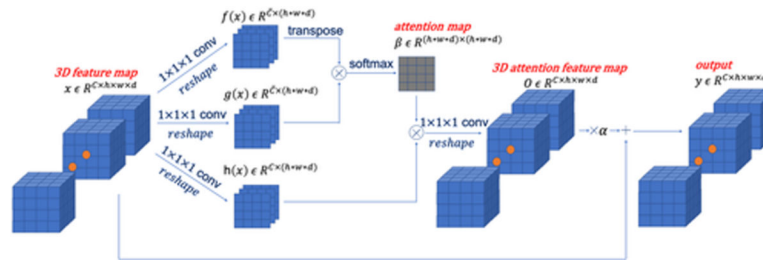 f(x) ∈ R^{C̄×(h∗w∗d)}
attention map
β ∈ R^{(h∗w∗d)×(h∗w∗d)}
transpose
1×1×1 conv
reshape
softmax
3D feature map
x ∈ R^{C×h×w×d}
3D attention feature map
O ∈ R^{C×h×w×d}
output
y ∈ R^{C×h×w×d}
g(x) ∈ R^{C̄×(h∗w∗d)}
1×1×1 conv
reshape
1×1×1 conv
reshape
×α
+
1×1×1 conv
reshape
h(x) ∈ R^{C×(h∗w∗d)}